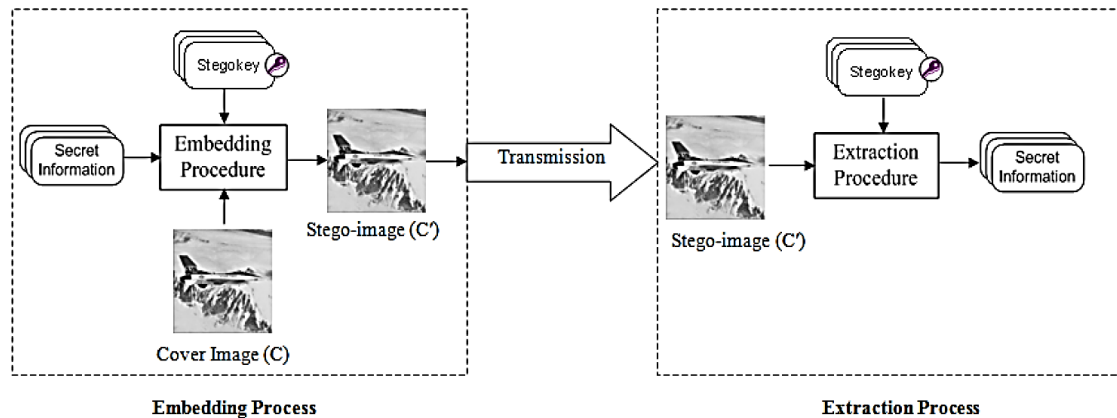 Stegokey
Secret
Information
Embedding
Procedure
Stego-image (C')
Cover Image (C)
Embedding Process
Transmission
Stegokey
Stego-image (C')
Extraction
Procedure
Secret
Information
Extraction Process